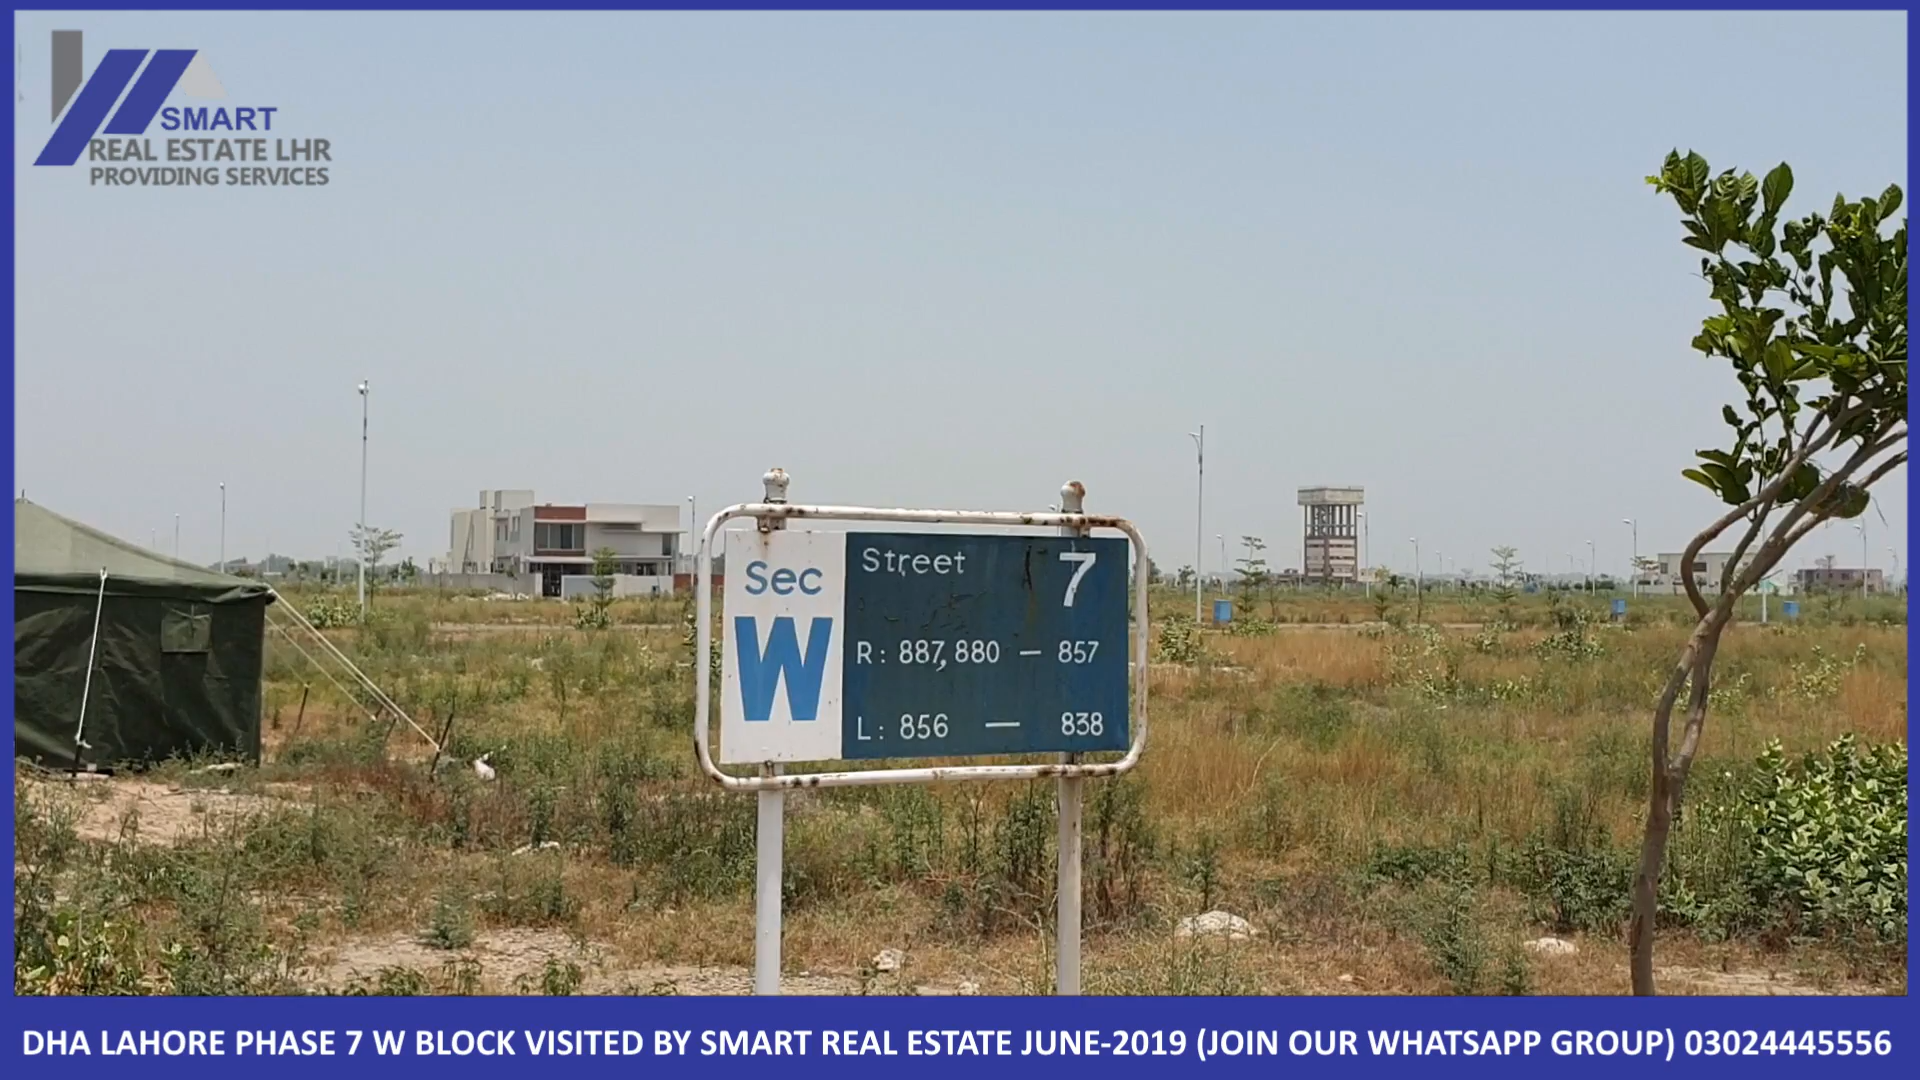 SMART
REAL ESTATE LHR
PROVIDING SERVICES
Sec
W
Street 7
R: 887, 880 — 857
L: 856 — 838
DHA LAHORE PHASE 7 W BLOCK VISITED BY SMART REAL ESTATE JUNE-2019 (JOIN OUR WHATSAPP GROUP) 03024445556